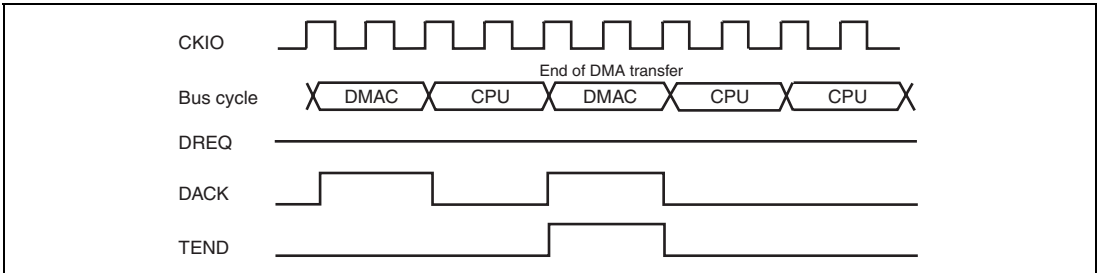 CKIO
End of DMA transfer
Bus cycle DMAC CPU DMAC CPU CPU
DREQ
DACK
TEND